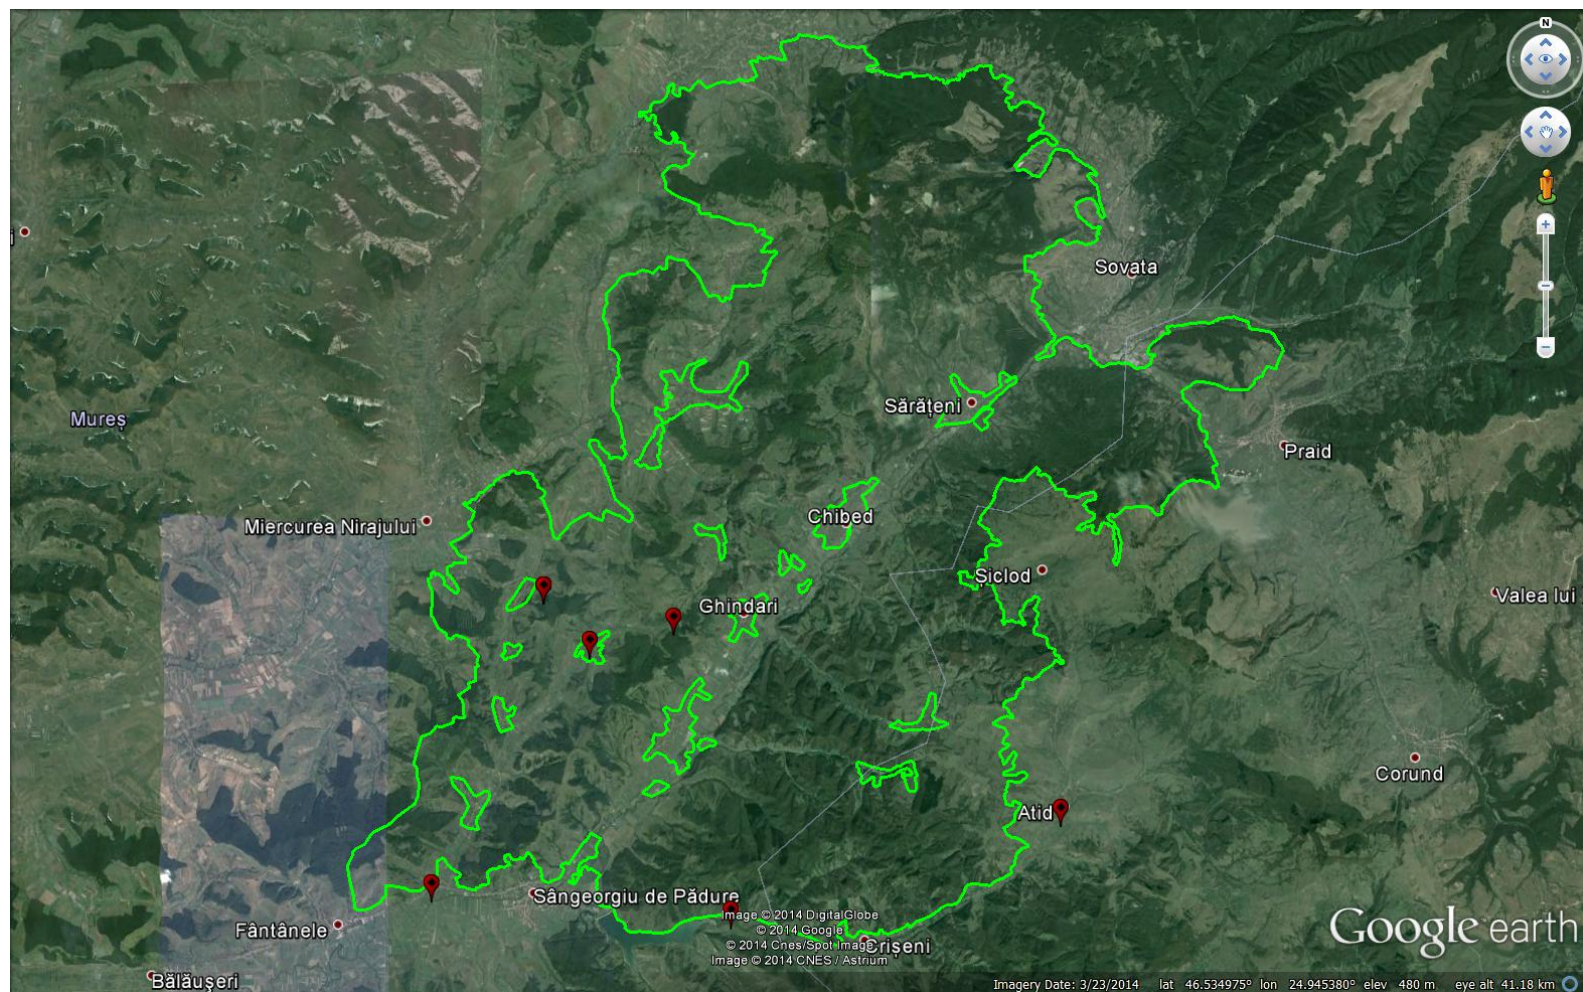 N
i
Sovata
Sărățeni
Mureș
Praid
Chibed
Miercurea Nirajului
Șiclod
Valea lui
Ghindari
Corund
Atid
Sângeorgiu de Pădure
Image © 2014 DigitalGlobe
© 2014 Google
© 2014 Cnes/Spot Image
Image © 2014 CNES / Astrium
Crișeni
Fântânele
Google earth
Bălăușeri
Imagery Date: 3/23/2014 lat 46.534975° lon 24.945380° elev 480 m eye alt 41.18 km